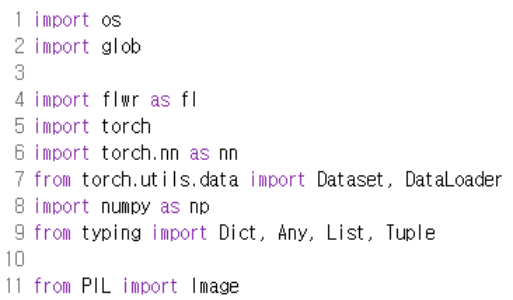 1 import os
2 import glob
3
4 import flwr as fl
5 import torch
6 import torch.nn as nn
7 from torch.utils.data import Dataset, DataLoader
8 import numpy as np
9 from typing import Dict, Any, List, Tuple
10
11 from PIL import Image